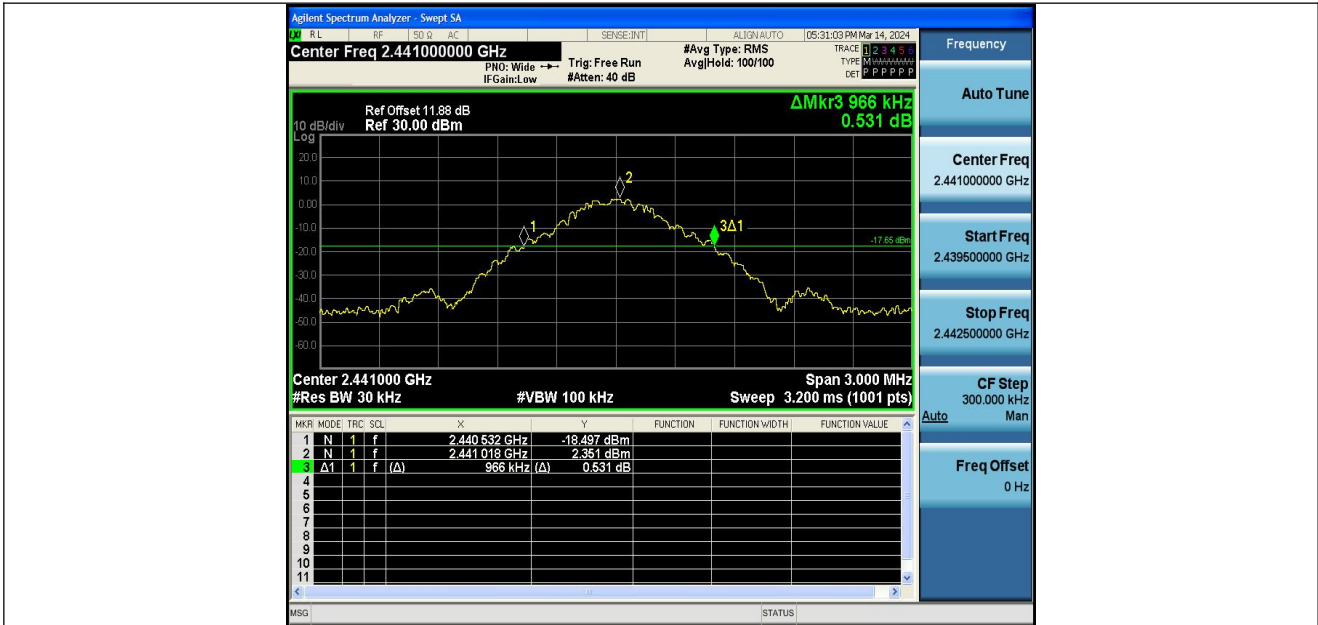 Agilent Spectrum Analyzer - Swept SA
LXI RL RF 50 Ω AC SENSE:INT ALIGN AUTO 05:31:03 PM Mar 14, 2024
Center Freq 2.441000000 GHz
PNO: Wide
IFGain:Low
Trig: Free Run
#Atten: 40 dB
#Avg Type: RMS
Avg|Hold: 100/100
TRACE 1 2 3 4 5 6
TYPE M
DET P P P P P P
Ref Offset 11.88 dB
10 dB/div Ref 30.00 dBm
Log
ΔMkr3 966 kHz
0.531 dB
20.0
10.0
0.00
-10.0
-20.0
-30.0
-40.0
-50.0
-60.0
2
1
3Δ1
-17.65 dBm
Center 2.441000 GHz Span 3.000 MHz
#Res BW 30 kHz #VBW 100 kHz Sweep 3.200 ms (1001 pts)
MKR MODE TRC SCL X Y FUNCTION FUNCTION WIDTH FUNCTION VALUE
1 N 1 f 2.440 532 GHz -18.497 dBm
2 N 1 f 2.441 018 GHz 2.351 dBm
3 Δ1 1 f (Δ) 966 kHz (Δ) 0.531 dB
4
5
6
7
8
9
10
11
MSG STATUS
Frequency
Auto Tune
Center Freq
2.441000000 GHz
Start Freq
2.439500000 GHz
Stop Freq
2.442500000 GHz
CF Step
300.000 kHz
Auto Man
Freq Offset
0 Hz